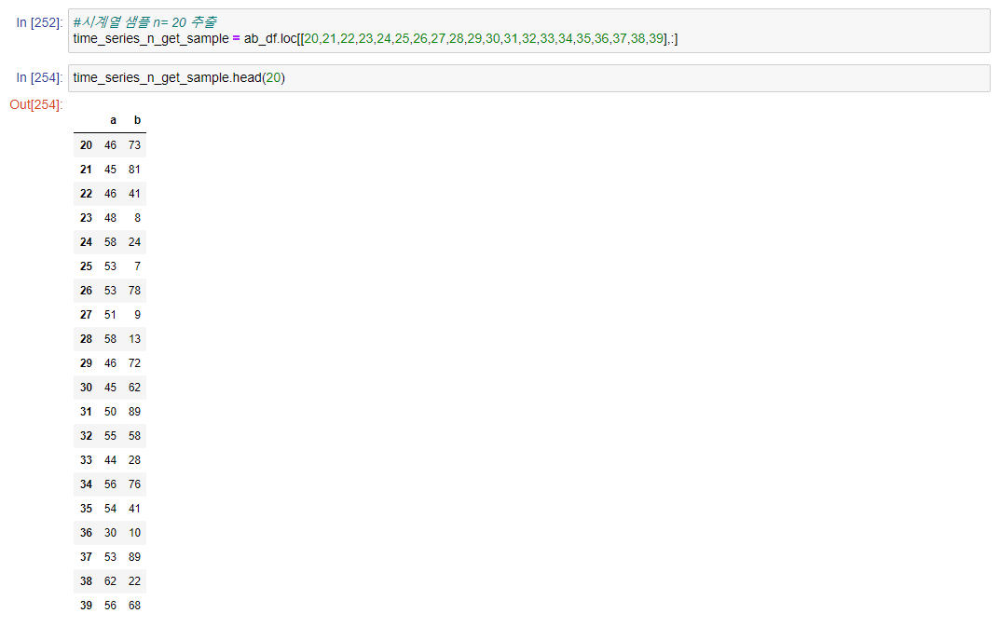 In [252]: #시계열 샘플 n= 20 추출
time_series_n_get_sample = ab_df.loc[[20,21,22,23,24,25,26,27,28,29,30,31,32,33,34,35,36,37,38,39],:]
In [254]: time_series_n_get_sample.head(20)
Out[254]:
a b
20 46 73
21 45 81
22 46 41
23 48 8
24 58 24
25 53 7
26 53 78
27 51 9
28 58 13
29 46 72
30 45 62
31 50 89
32 55 58
33 44 28
34 56 76
35 54 41
36 30 10
37 53 89
38 62 22
39 56 68